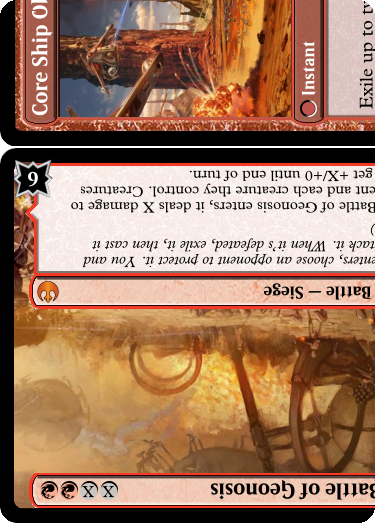 Core Ship
Instant
Exile up to
Battle of Geonosis
X X
Battle — Siege
enters, choose an opponent to protect it. You and
tack it. When it's defeated, exile it, then cast it
)
Battle of Geonosis enters, it deals X damage to
ent and each creature they control. Creatures
get +X/+0 until end of turn.